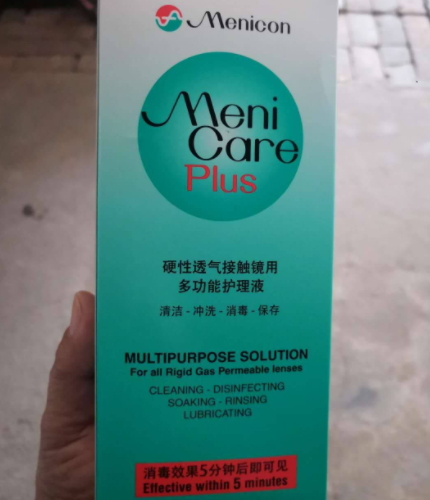 Menicon
Meni
Care
Plus
硬性透气接触镜用
多功能护理液
清洁-冲洗-消毒-保存
MULTIPURPOSE SOLUTION
For all Rigid Gas Permeable lenses
CLEANING - DISINFECTING
SOAKING - RINSING
LUBRICATING
消毒效果5分钟后即可见
Effective within 5 minutes